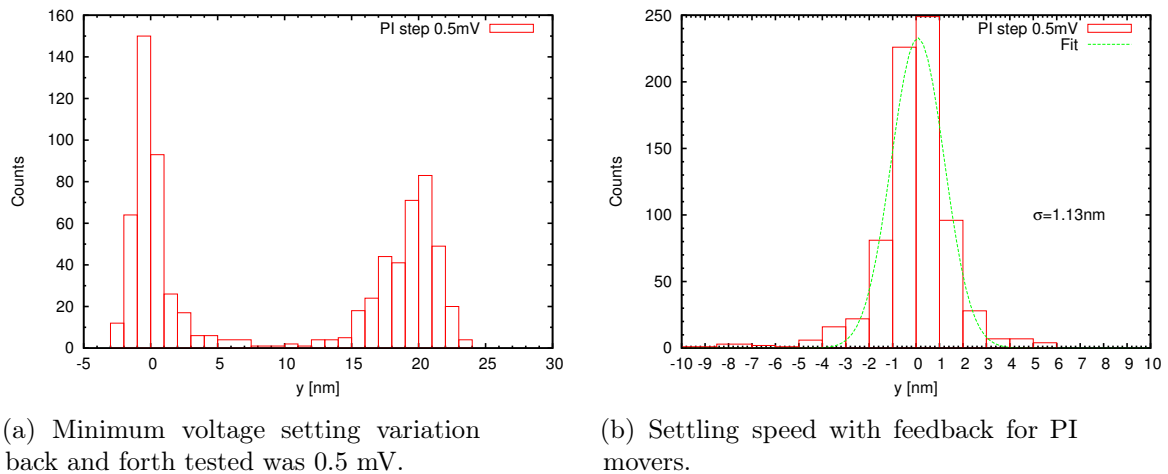 160
140
120
100
80
60
40
20
0
Counts
PI step 0.5mV
-5 0 5 10 15 20 25 30
y [nm]
250
200
150
100
50
0
Counts
PI step 0.5mV
Fit
σ=1.13nm
-10 -9 -8 -7 -6 -5 -4 -3 -2 -1 0 1 2 3 4 5 6 7 8 9 10
y [nm]
(a) Minimum voltage setting variation
back and forth tested was 0.5 mV.
(b) Settling speed with feedback for PI
movers.